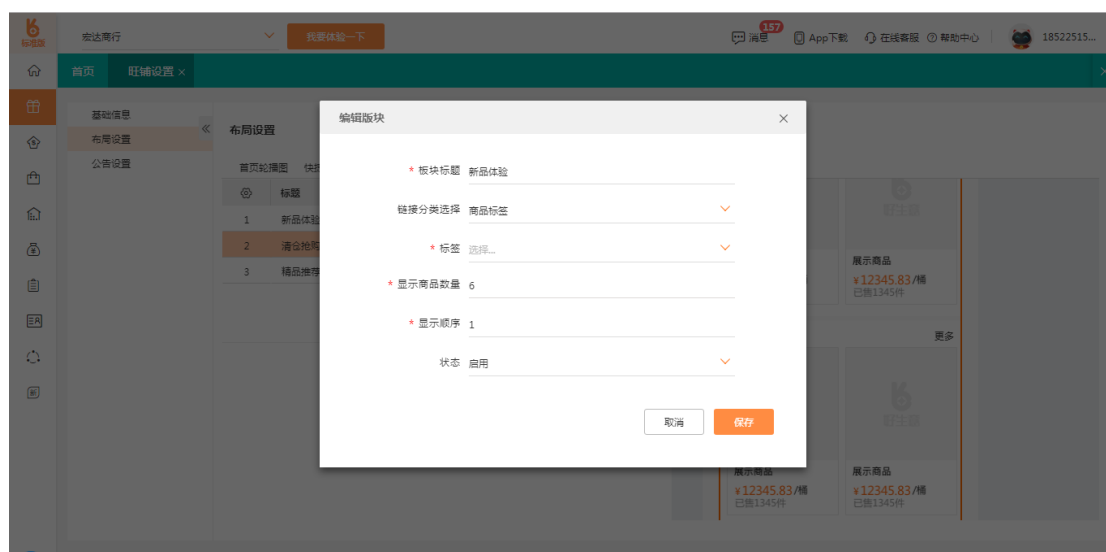 标准版
宏达商行
我要体验一下
157
消息
App下载
在线客服
帮助中心
18522515...
首页
旺铺设置 ×
基础信息
布局设置
公告设置
布局设置
首页轮播图
标题
1
新品体验
2
清仓抢购
3
精品推荐
编辑版块
* 板块标题
新品体验
链接分类选择
商品标签
* 标签
选择...
* 显示商品数量
6
* 显示顺序
1
状态
启用
取消
保存
展示商品
¥12345.83/桶
已售1345件
更多
展示商品
¥12345.83/桶
已售1345件
展示商品
¥12345.83/桶
已售1345件